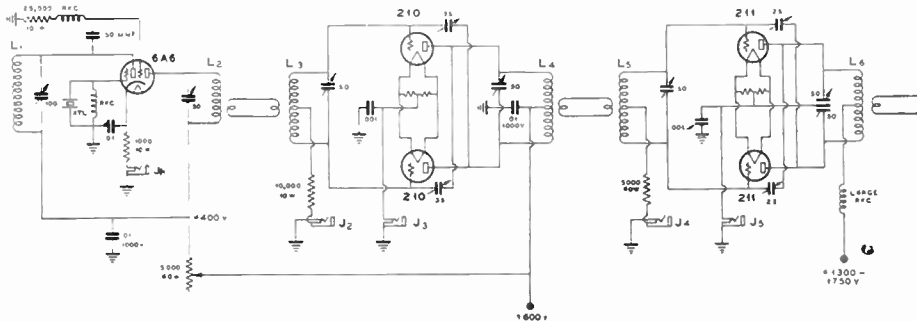 25,000
10 W
RFC
50 MMF
6A6
L1
100
XTL
RFC
.01
1000
10 W
J1
+400 V
.01
1000 V
5000
60 W
L2
50
L3
50
.001
10,000
10 W
J2
J3
210
210
35
35
50
.01
1000 V
L4
+600 V
L5
50
.001
5000
60 W
J4
J5
211
211
25
25
50
50
L6
LARGE
RFC
+1300-
1750 V